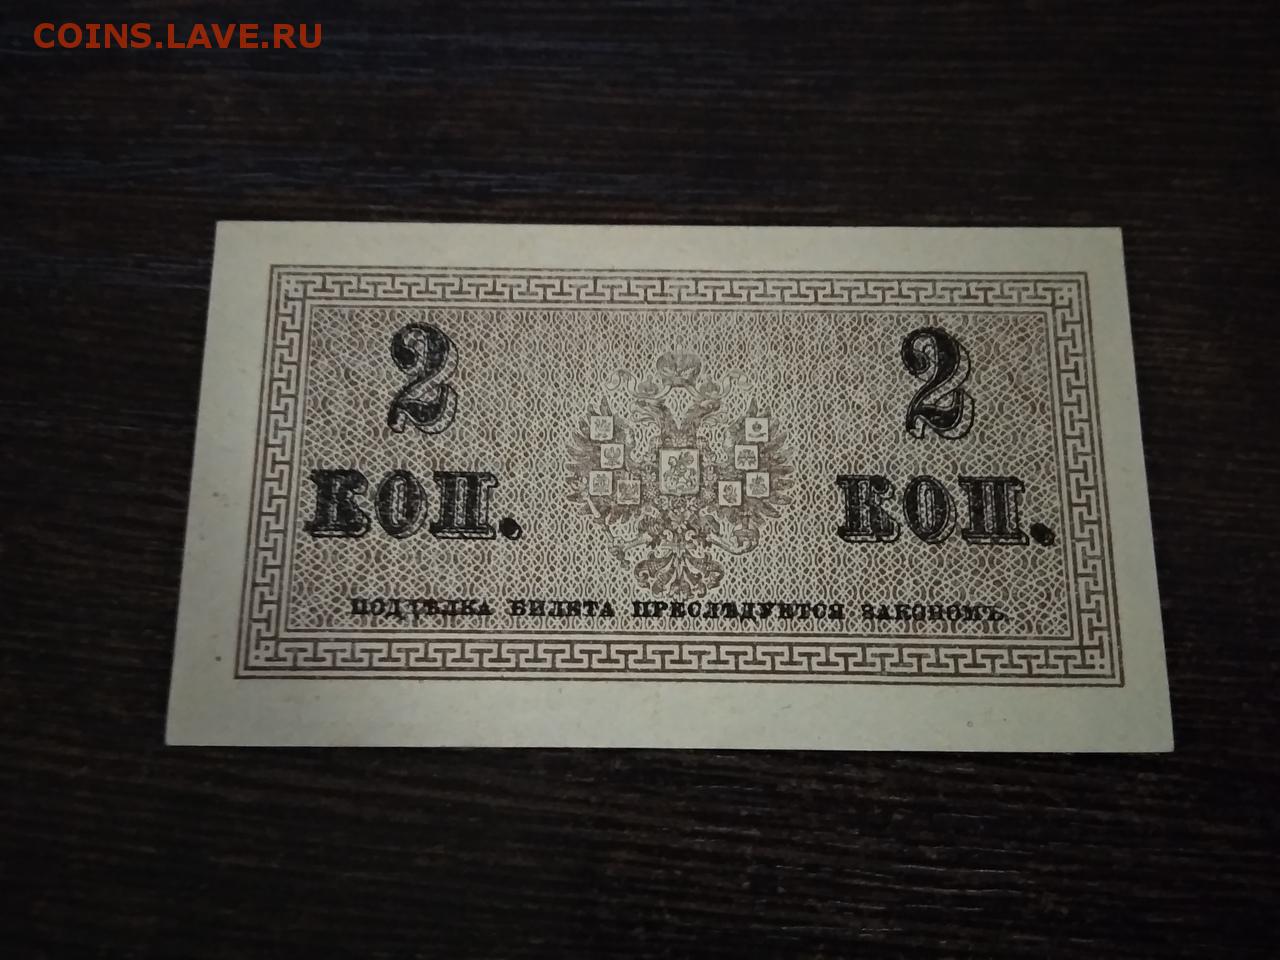 COINS.LAVE.RU
2 2
КОП. КОП.
ПОДДѢЛКА БИЛЕТА ПРЕСЛѢДУЕТСЯ ЗАКОНОМЪ.